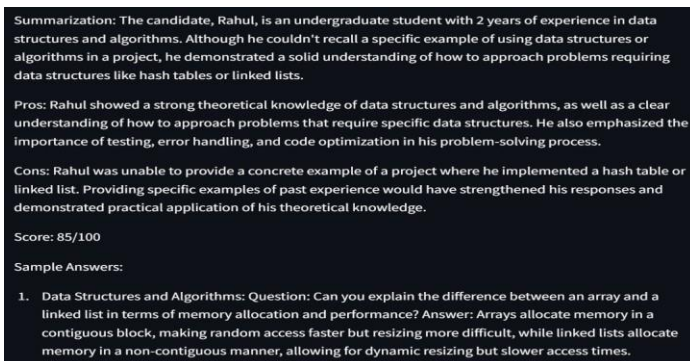 Summarization: The candidate, Rahul, is an undergraduate student with 2 years of experience in data
structures and algorithms. Although he couldn't recall a specific example of using data structures or
algorithms in a project, he demonstrated a solid understanding of how to approach problems requiring
data structures like hash tables or linked lists.
Pros: Rahul showed a strong theoretical knowledge of data structures and algorithms, as well as a clear
understanding of how to approach problems that require specific data structures. He also emphasized the
importance of testing, error handling, and code optimization in his problem-solving process.
Cons: Rahul was unable to provide a concrete example of a project where he implemented a hash table or
linked list. Providing specific examples of past experience would have strengthened his responses and
demonstrated practical application of his theoretical knowledge.
Score: 85/100
Sample Answers:
1. Data Structures and Algorithms: Question: Can you explain the difference between an array and a
linked list in terms of memory allocation and performance? Answer: Arrays allocate memory in a
contiguous block, making random access faster but resizing more difficult, while linked lists allocate
memory in a non-contiguous manner, allowing for dynamic resizing but slower access times.